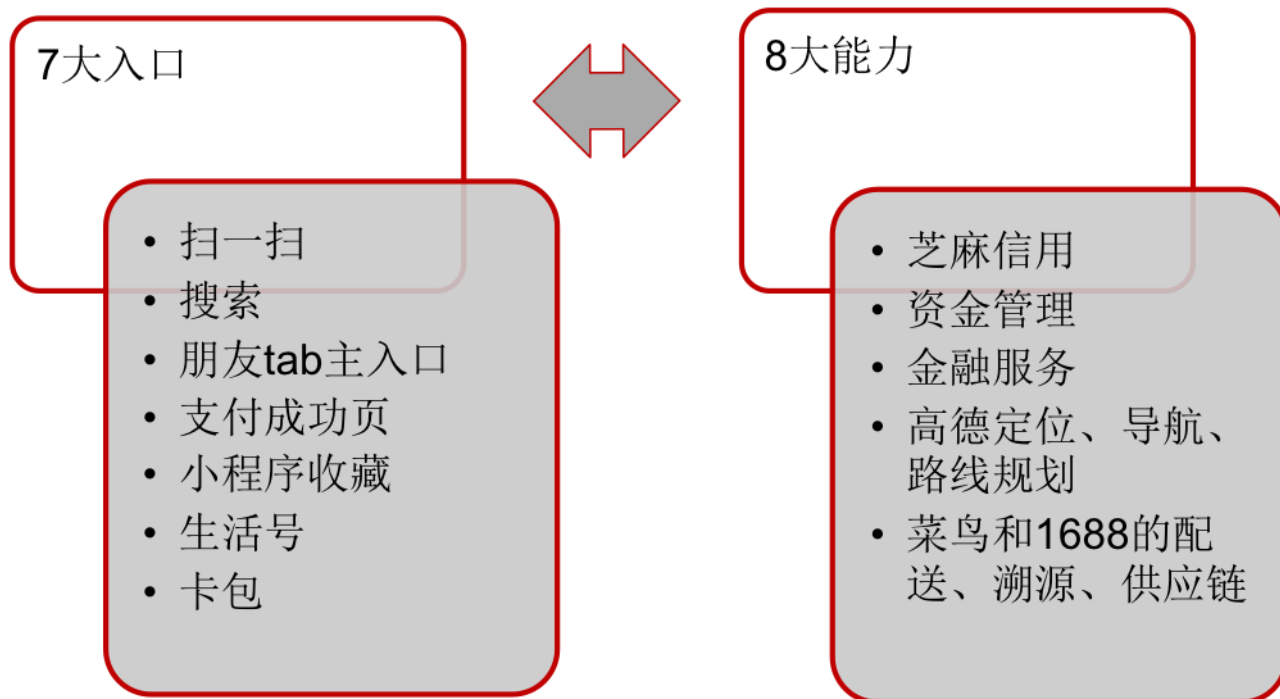 7大入口
• 扫一扫
• 搜索
• 朋友tab主入口
• 支付成功页
• 小程序收藏
• 生活号
• 卡包
8大能力
• 芝麻信用
• 资金管理
• 金融服务
• 高德定位、导航、
路线规划
• 菜鸟和1688的配
送、溯源、供应链